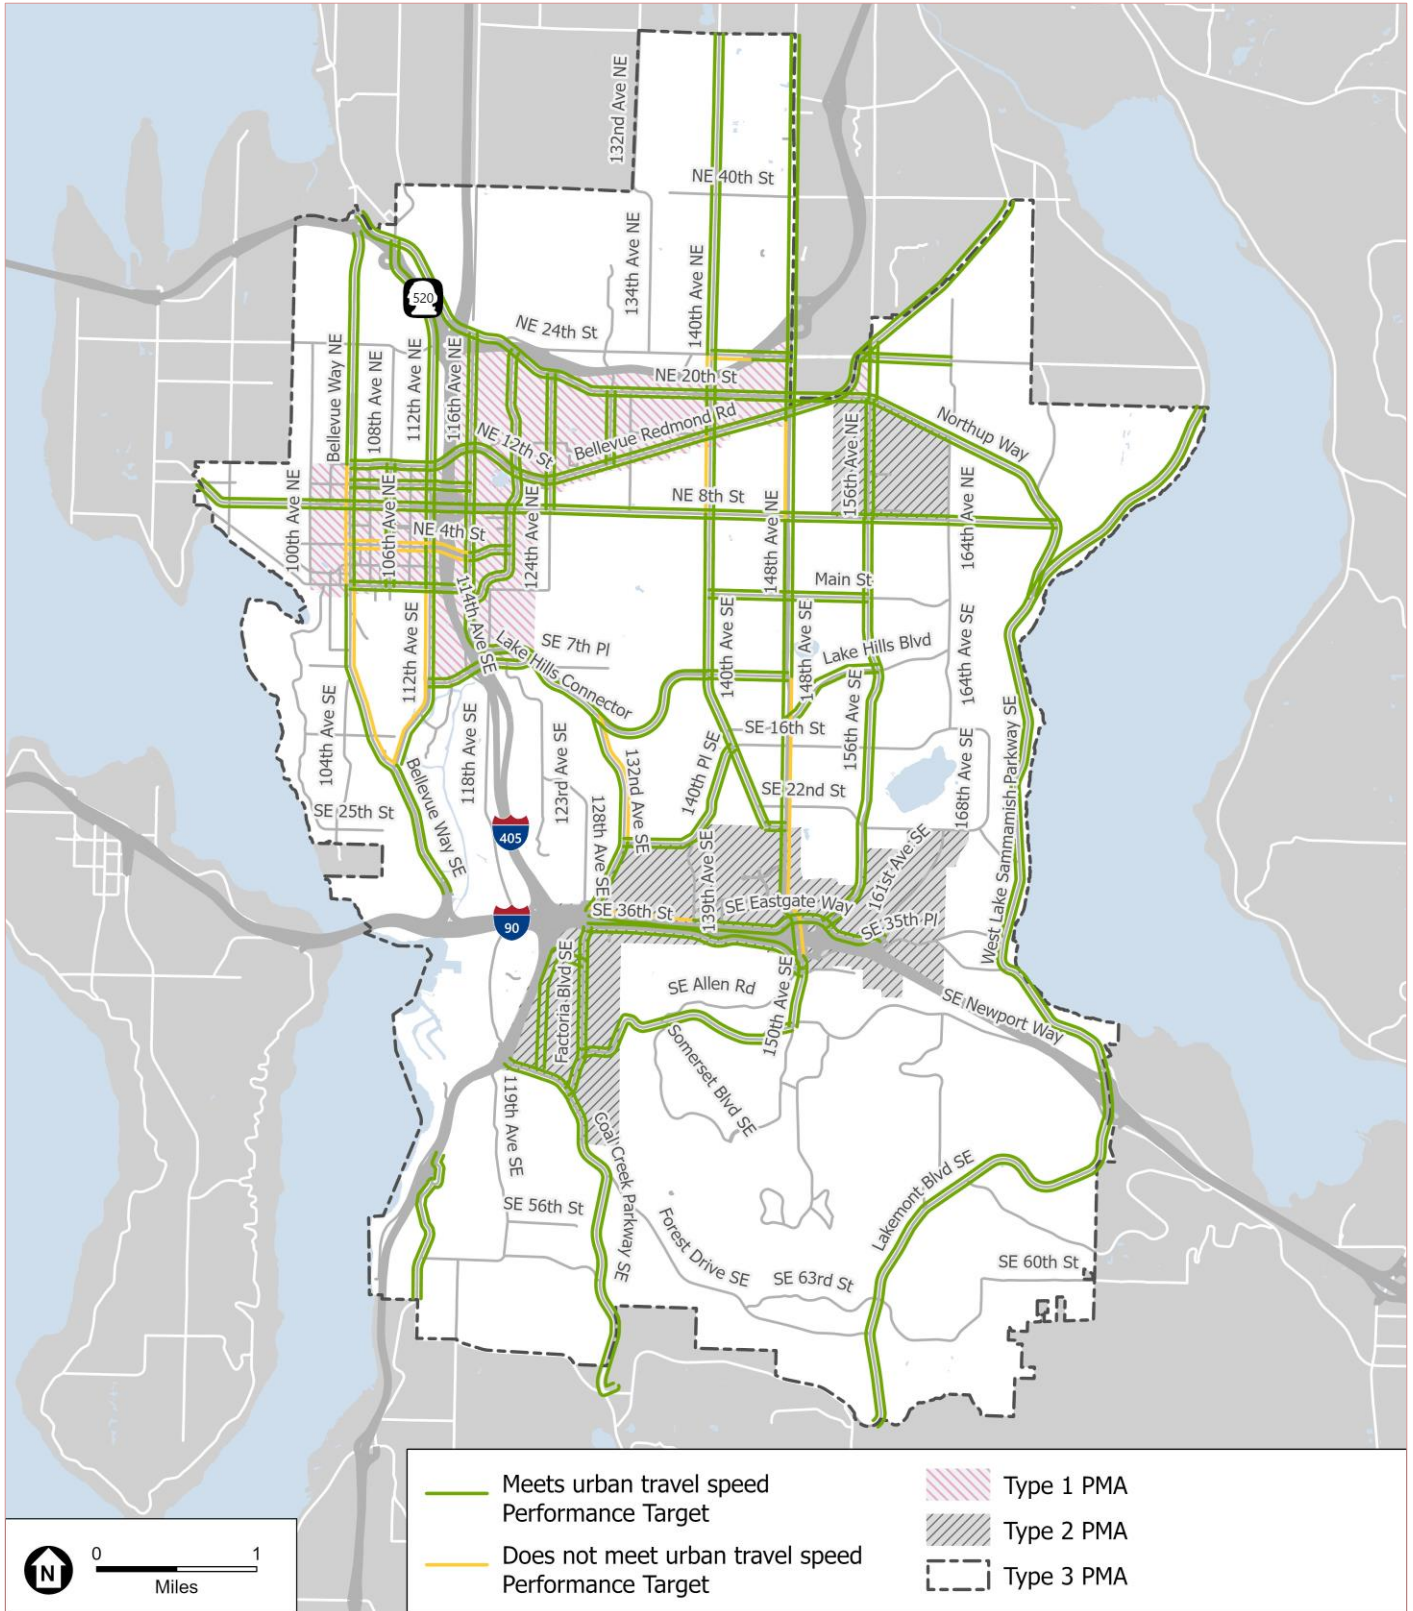 132nd Ave NE
NE 40th St
134th Ave NE
140th Ave NE
520
NE 24th St
Bellevue Way NE
108th Ave NE
112th Ave NE
116th Ave NE
NE 20th St
Bellevue Redmond Rd
NE 12th St
Northup Way
156th Ave NE
NE 8th St
100th Ave NE
106th Ave NE
NE 4th St
124th Ave NE
148th Ave NE
164th Ave NE
Main St
114th Ave SE
112th Ave SE
SE 7th Pl
Lake Hills Connector
140th Ave SE
148th Ave SE
Lake Hills Blvd
164th Ave SE
104th Ave SE
118th Ave SE
123rd Ave SE
132nd Ave SE
140th Pl SE
SE 16th St
156th Ave SE
168th Ave SE
West Lake Sammamish Parkway SE
SE 22nd St
SE 25th St
Bellevue Way SE
405
128th Ave SE
139th Ave SE
161st Ave SE
SE Eastgate Way
SE 36th St
SE 35th Pl
90
Factoria Blvd SE
SE Allen Rd
150th Ave SE
SE Newport Way
Somerset Blvd SE
119th Ave SE
Coal Creek Parkway SE
SE 56th St
Forest Drive SE
Lakemont Blvd SE
SE 63rd St
SE 60th St
Meets urban travel speed
Performance Target
Does not meet urban travel speed
Performance Target
Type 1 PMA
Type 2 PMA
Type 3 PMA
N
0 1
Miles